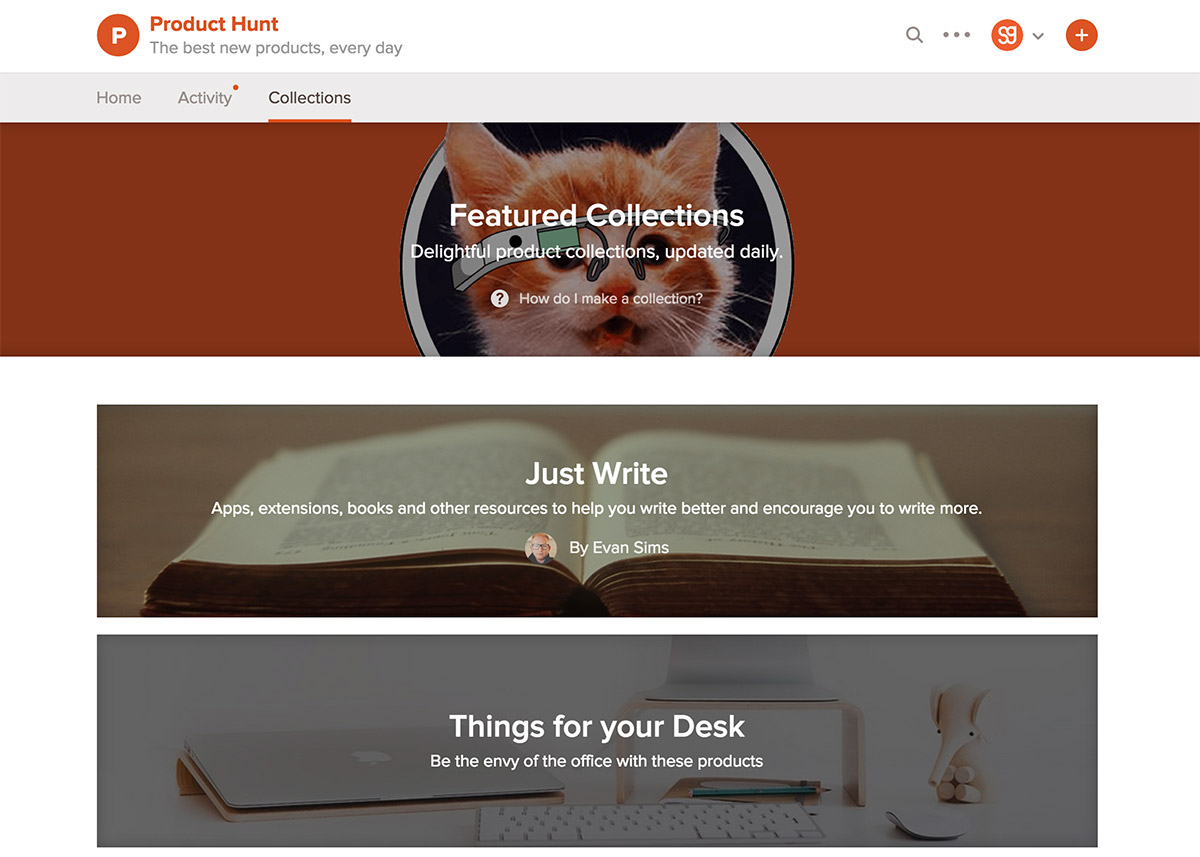 P
Product Hunt
The best new products, every day
Home
Activity
Collections
Featured Collections
Delightful product collections, updated daily.
? How do I make a collection?
Just Write
Apps, extensions, books and other resources to help you write better and encourage you to write more.
By Evan Sims
Things for your Desk
Be the envy of the office with these products